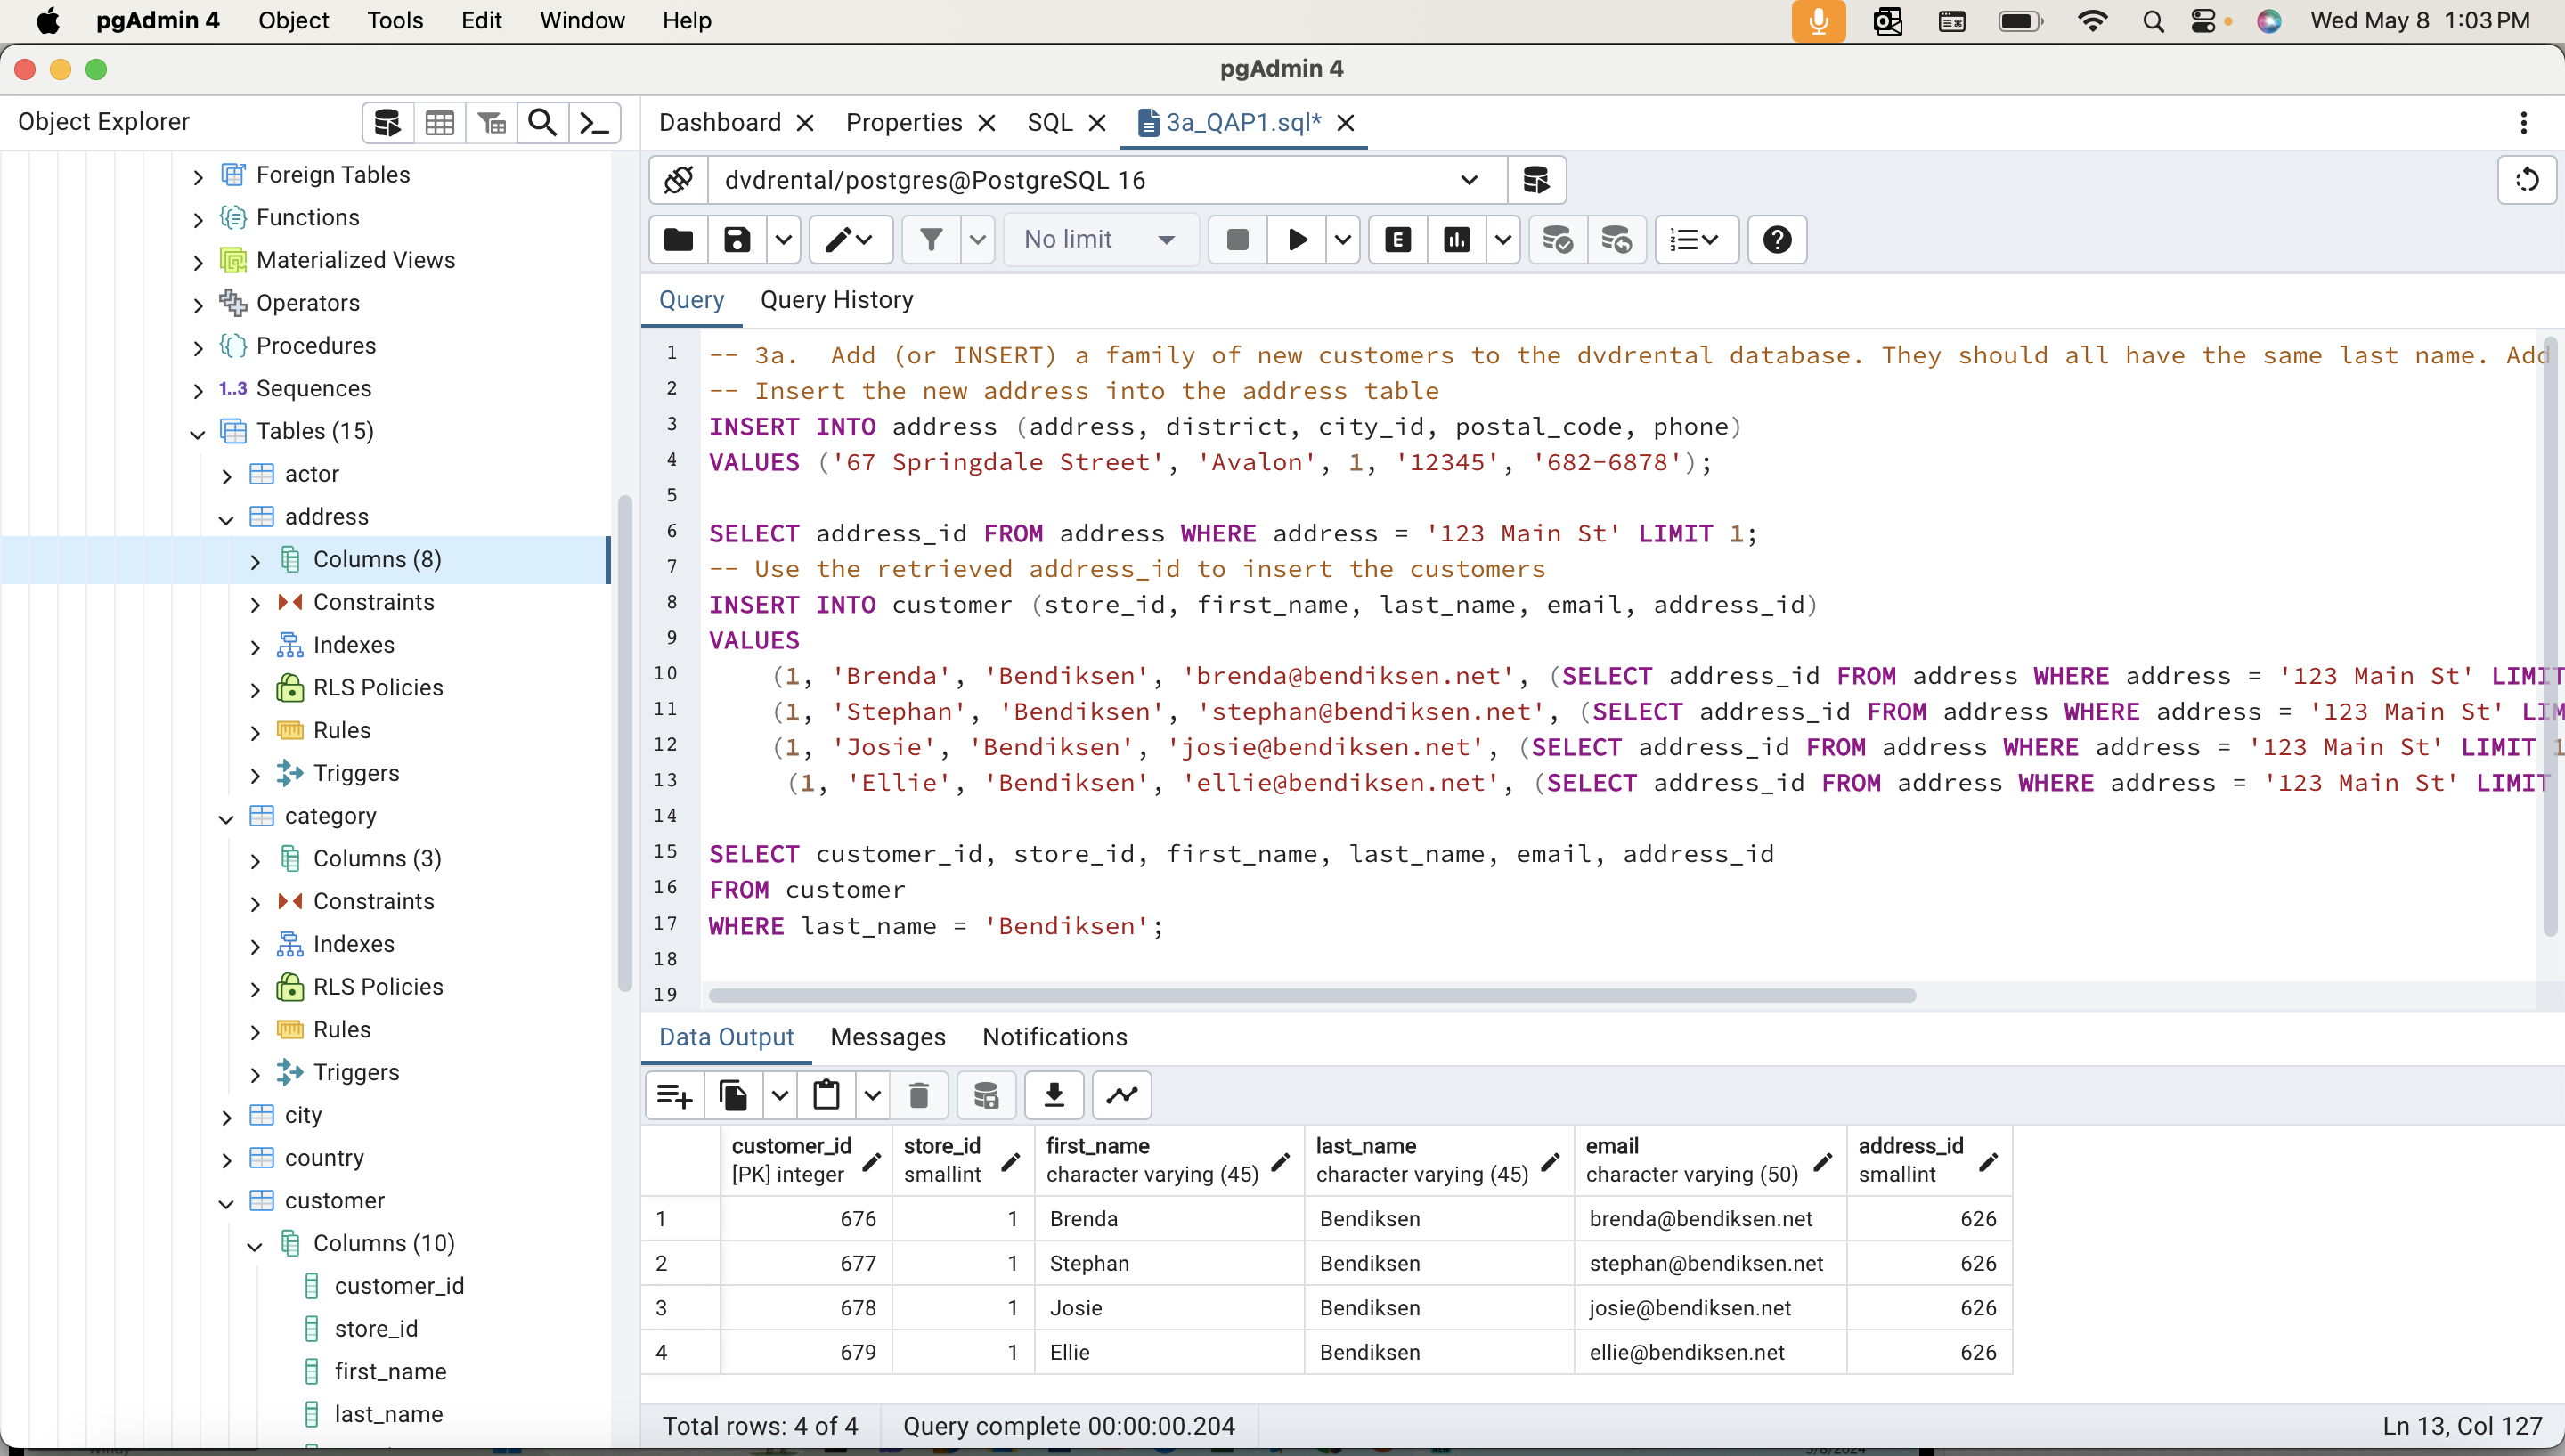 pgAdmin 4 Object Tools Edit Window Help Wed May 8 1:03 PM
pgAdmin 4
Object Explorer
Foreign Tables
Functions
Materialized Views
Operators
Procedures
1..3 Sequences
Tables (15)
actor
address
Columns (8)
Constraints
Indexes
RLS Policies
Rules
Triggers
category
Columns (3)
Constraints
Indexes
RLS Policies
Rules
Triggers
city
country
customer
Columns (10)
customer_id
store_id
first_name
last_name
Dashboard Properties SQL 3a_QAP1.sql*
dvdrental/postgres@PostgreSQL 16
No limit E
Query Query History
1 -- 3a.  Add (or INSERT) a family of new customers to the dvdrental database. They should all have the same last name. Add
2 -- Insert the new address into the address table
3 INSERT INTO address (address, district, city_id, postal_code, phone)
4 VALUES ('67 Springdale Street', 'Avalon', 1, '12345', '682-6878');
5
6 SELECT address_id FROM address WHERE address = '123 Main St' LIMIT 1;
7 -- Use the retrieved address_id to insert the customers
8 INSERT INTO customer (store_id, first_name, last_name, email, address_id)
9 VALUES
10 (1, 'Brenda', 'Bendiksen', 'brenda@bendiksen.net', (SELECT address_id FROM address WHERE address = '123 Main St' LIMIT
11 (1, 'Stephan', 'Bendiksen', 'stephan@bendiksen.net', (SELECT address_id FROM address WHERE address = '123 Main St' LIM
12 (1, 'Josie', 'Bendiksen', 'josie@bendiksen.net', (SELECT address_id FROM address WHERE address = '123 Main St' LIMIT 1
13 (1, 'Ellie', 'Bendiksen', 'ellie@bendiksen.net', (SELECT address_id FROM address WHERE address = '123 Main St' LIMIT
14
15 SELECT customer_id, store_id, first_name, last_name, email, address_id
16 FROM customer
17 WHERE last_name = 'Bendiksen';
18
19
Data Output Messages Notifications
customer_id store_id first_name last_name email address_id
[PK] integer smallint character varying (45) character varying (45) character varying (50) smallint
1 676 1 Brenda Bendiksen brenda@bendiksen.net 626
2 677 1 Stephan Bendiksen stephan@bendiksen.net 626
3 678 1 Josie Bendiksen josie@bendiksen.net 626
4 679 1 Ellie Bendiksen ellie@bendiksen.net 626
Total rows: 4 of 4 Query complete 00:00:00.204 Ln 13, Col 127